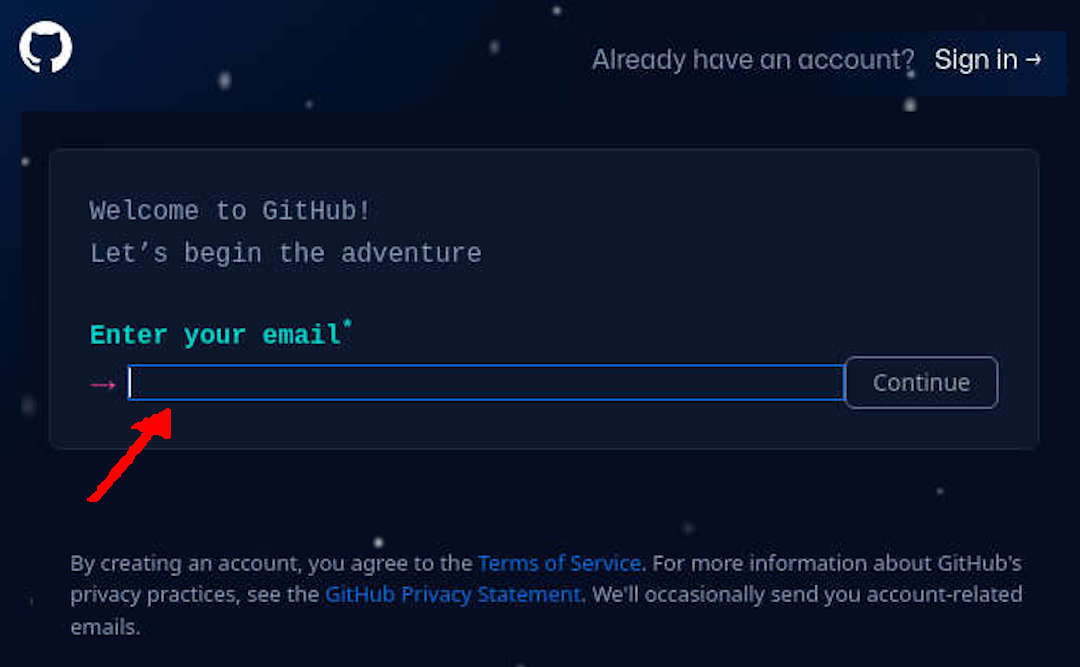 Already have an account? Sign in →
Welcome to GitHub!
Let’s begin the adventure
Enter your email*
→
Continue
By creating an account, you agree to the Terms of Service. For more information about GitHub's
privacy practices, see the GitHub Privacy Statement. We'll occasionally send you account-related
emails.